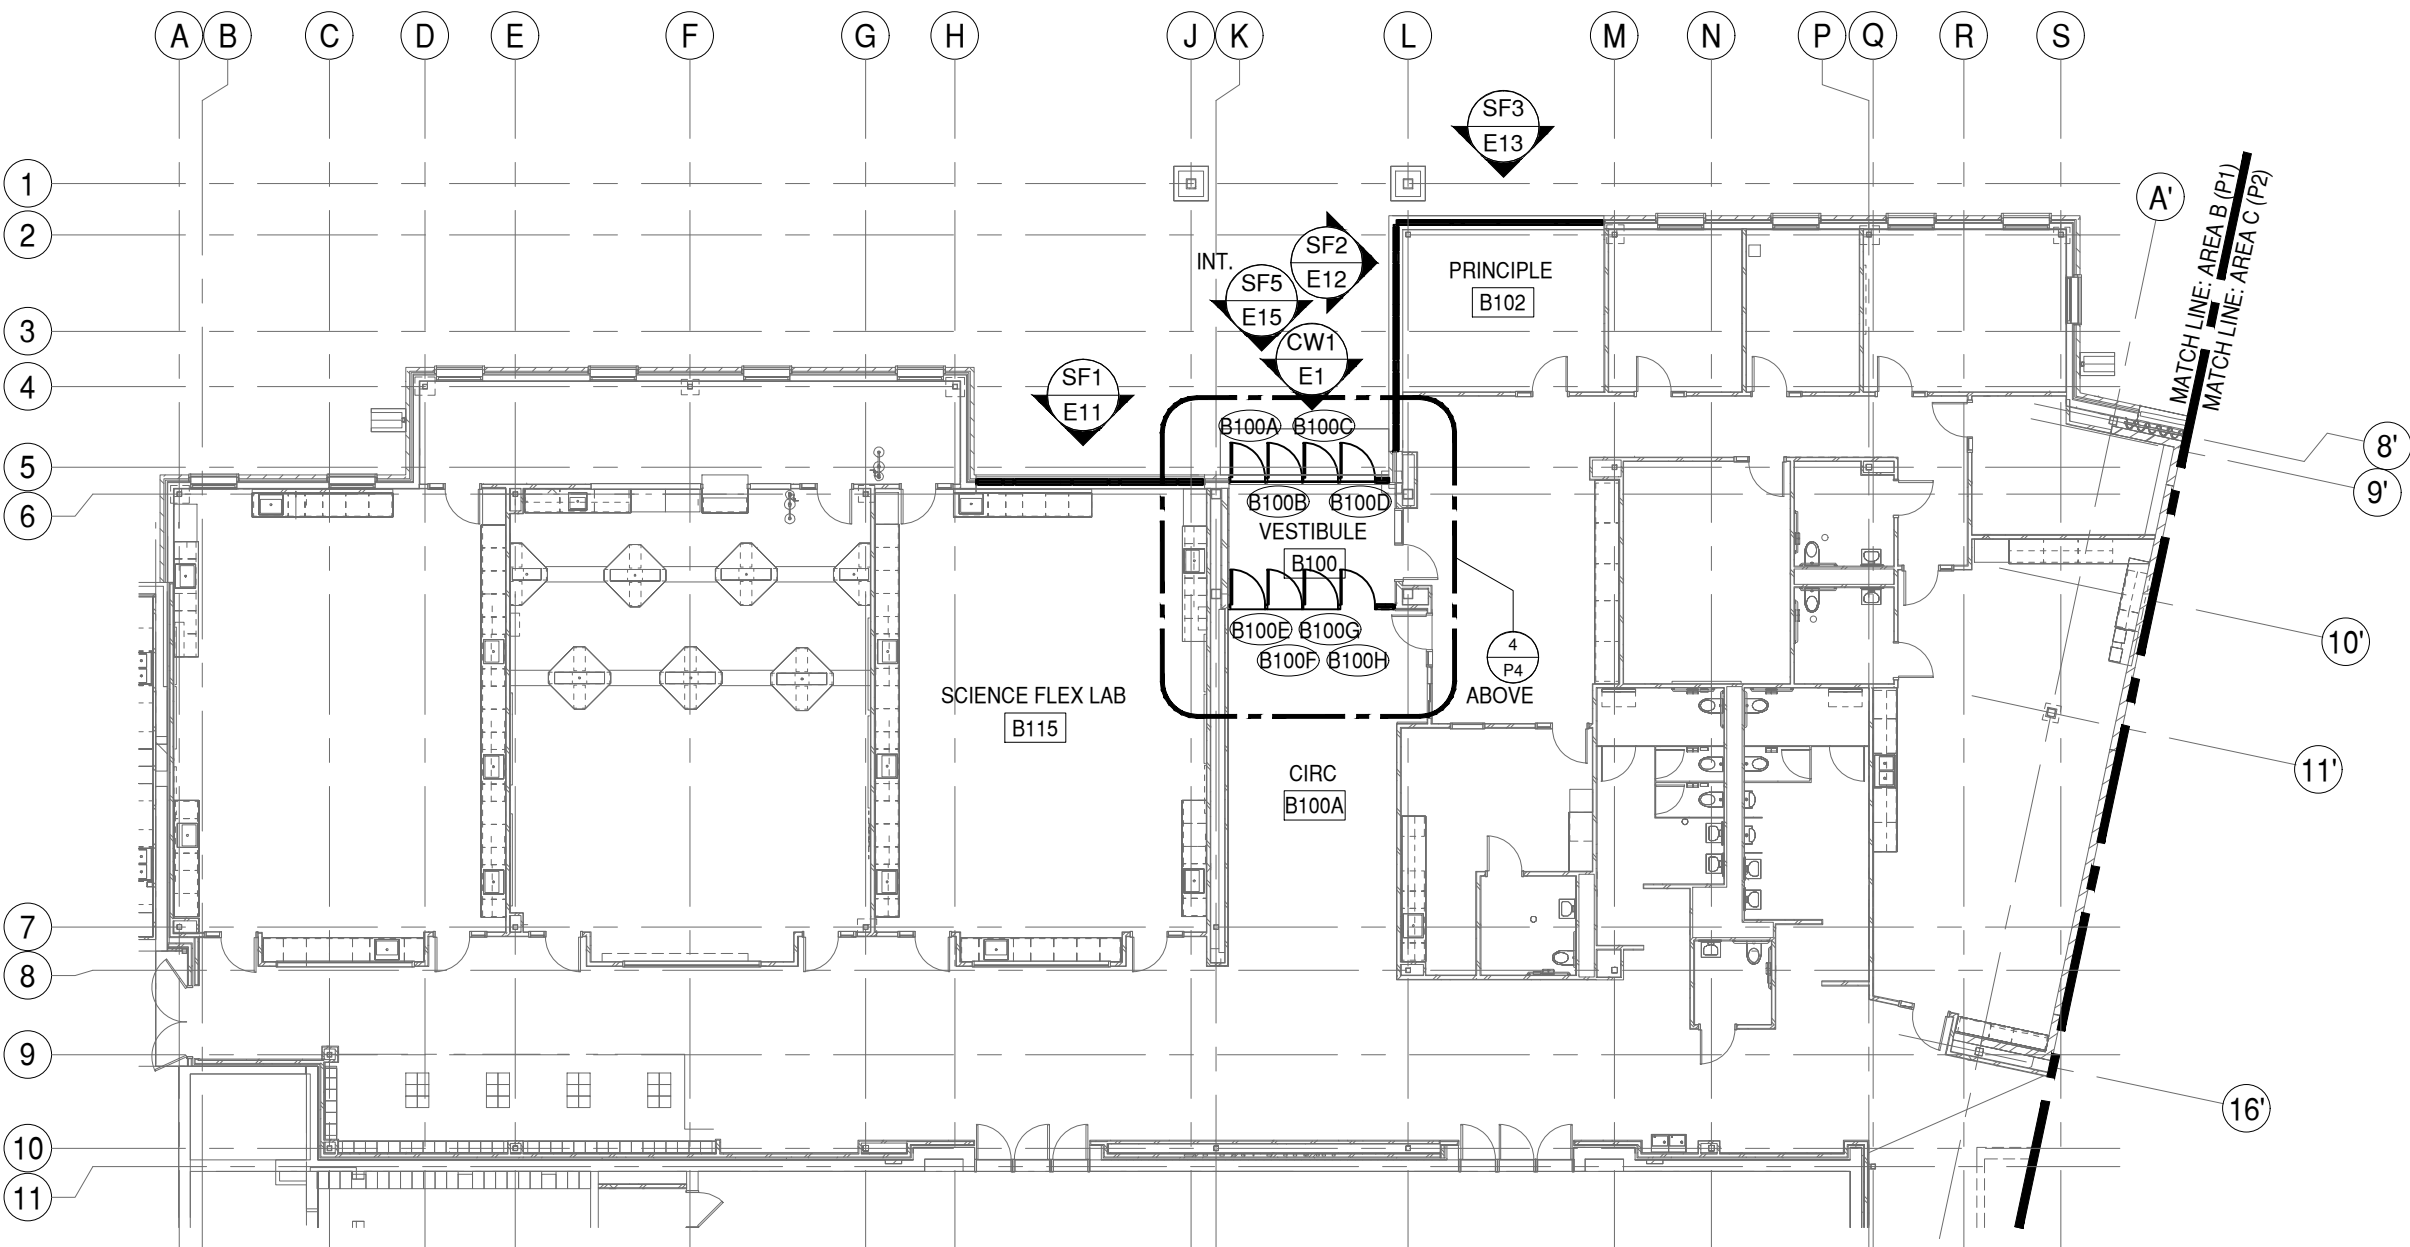 A B C D E F G H J K L M N P Q R S
1
2
3
4
5
6
7
8
9
10
11
A'
8'
9'
10'
11'
16'
MATCH LINE: AREA B (P1)
MATCH LINE: AREA C (P2)
SF3
E13
SF2
E12
INT.
SF5
E15
CW1
E1
SF1
E11
PRINCIPLE
B102
B100A B100C
B100B B100D
VESTIBULE
B100
B100E B100G
B100F B100H
4
P4
ABOVE
SCIENCE FLEX LAB
B115
CIRC
B100A